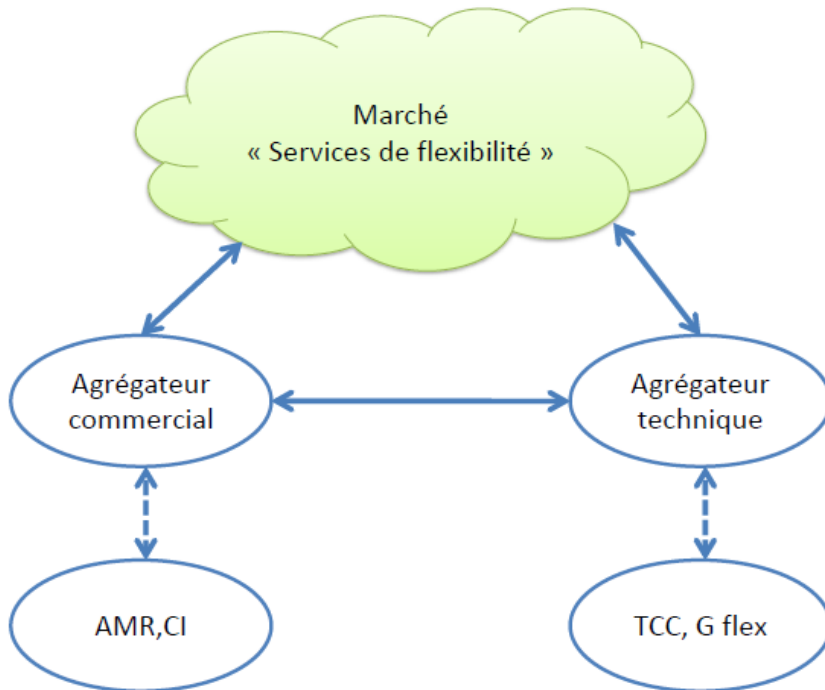 Marché
« Services de flexibilité »
Agrégateur
commercial
Agrégateur
technique
AMR,CI
TCC, G flex